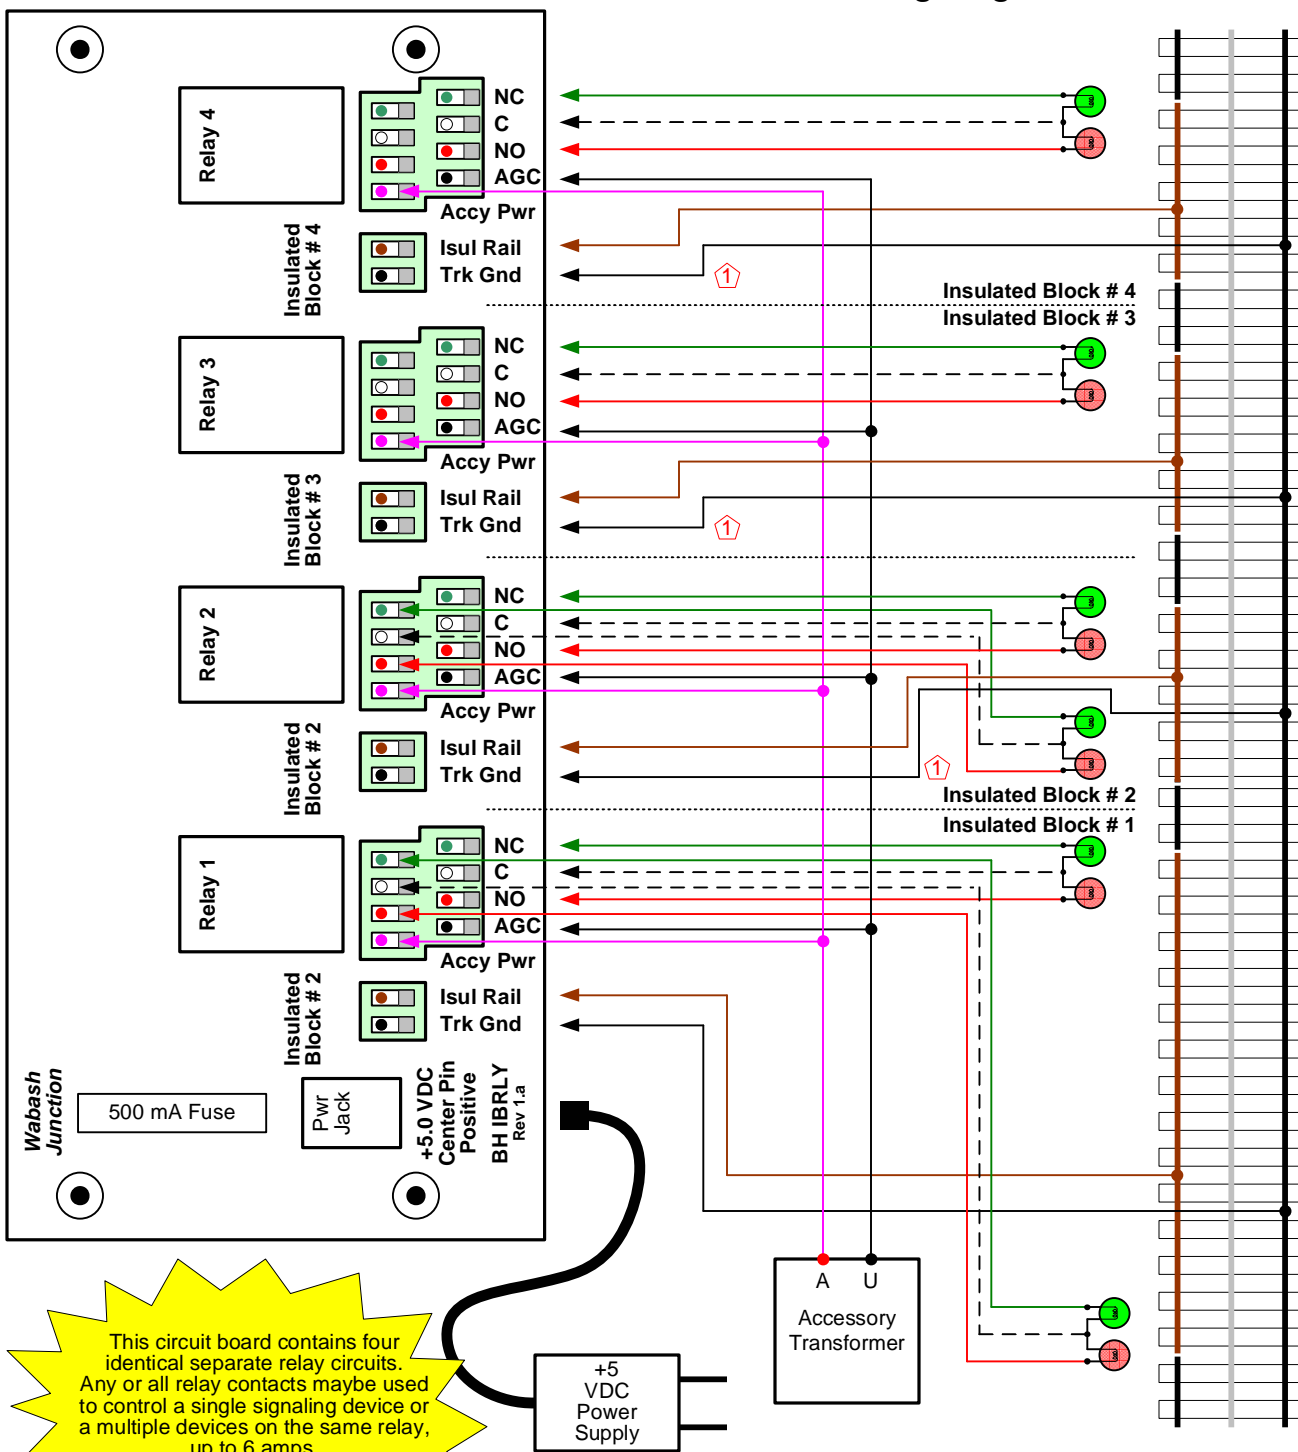 Relay 4
NC
C
NO
AGC
Accy Pwr
Insulated
Block # 4
Isul Rail
Trk Gnd
1
Insulated Block # 4
Insulated Block # 3
Relay 3
NC
C
NO
AGC
Accy Pwr
Insulated
Block # 3
Isul Rail
Trk Gnd
1
Relay 2
NC
C
NO
AGC
Accy Pwr
Insulated
Block # 2
Isul Rail
Trk Gnd
1
Insulated Block # 2
Insulated Block # 1
Relay 1
NC
C
NO
AGC
Accy Pwr
Insulated
Block # 2
Isul Rail
Trk Gnd
Wabash
Junction
500 mA Fuse
Pwr
Jack
+5.0 VDC
Center Pin
Positive
BH IBRLY
Rev 1.a
A U
Accessory
Transformer
+5
VDC
Power
Supply
This circuit board contains four
identical separate relay circuits.
Any or all relay contacts maybe used
to control a single signaling device or
a multiple devices on the same relay,
up to 6 amps